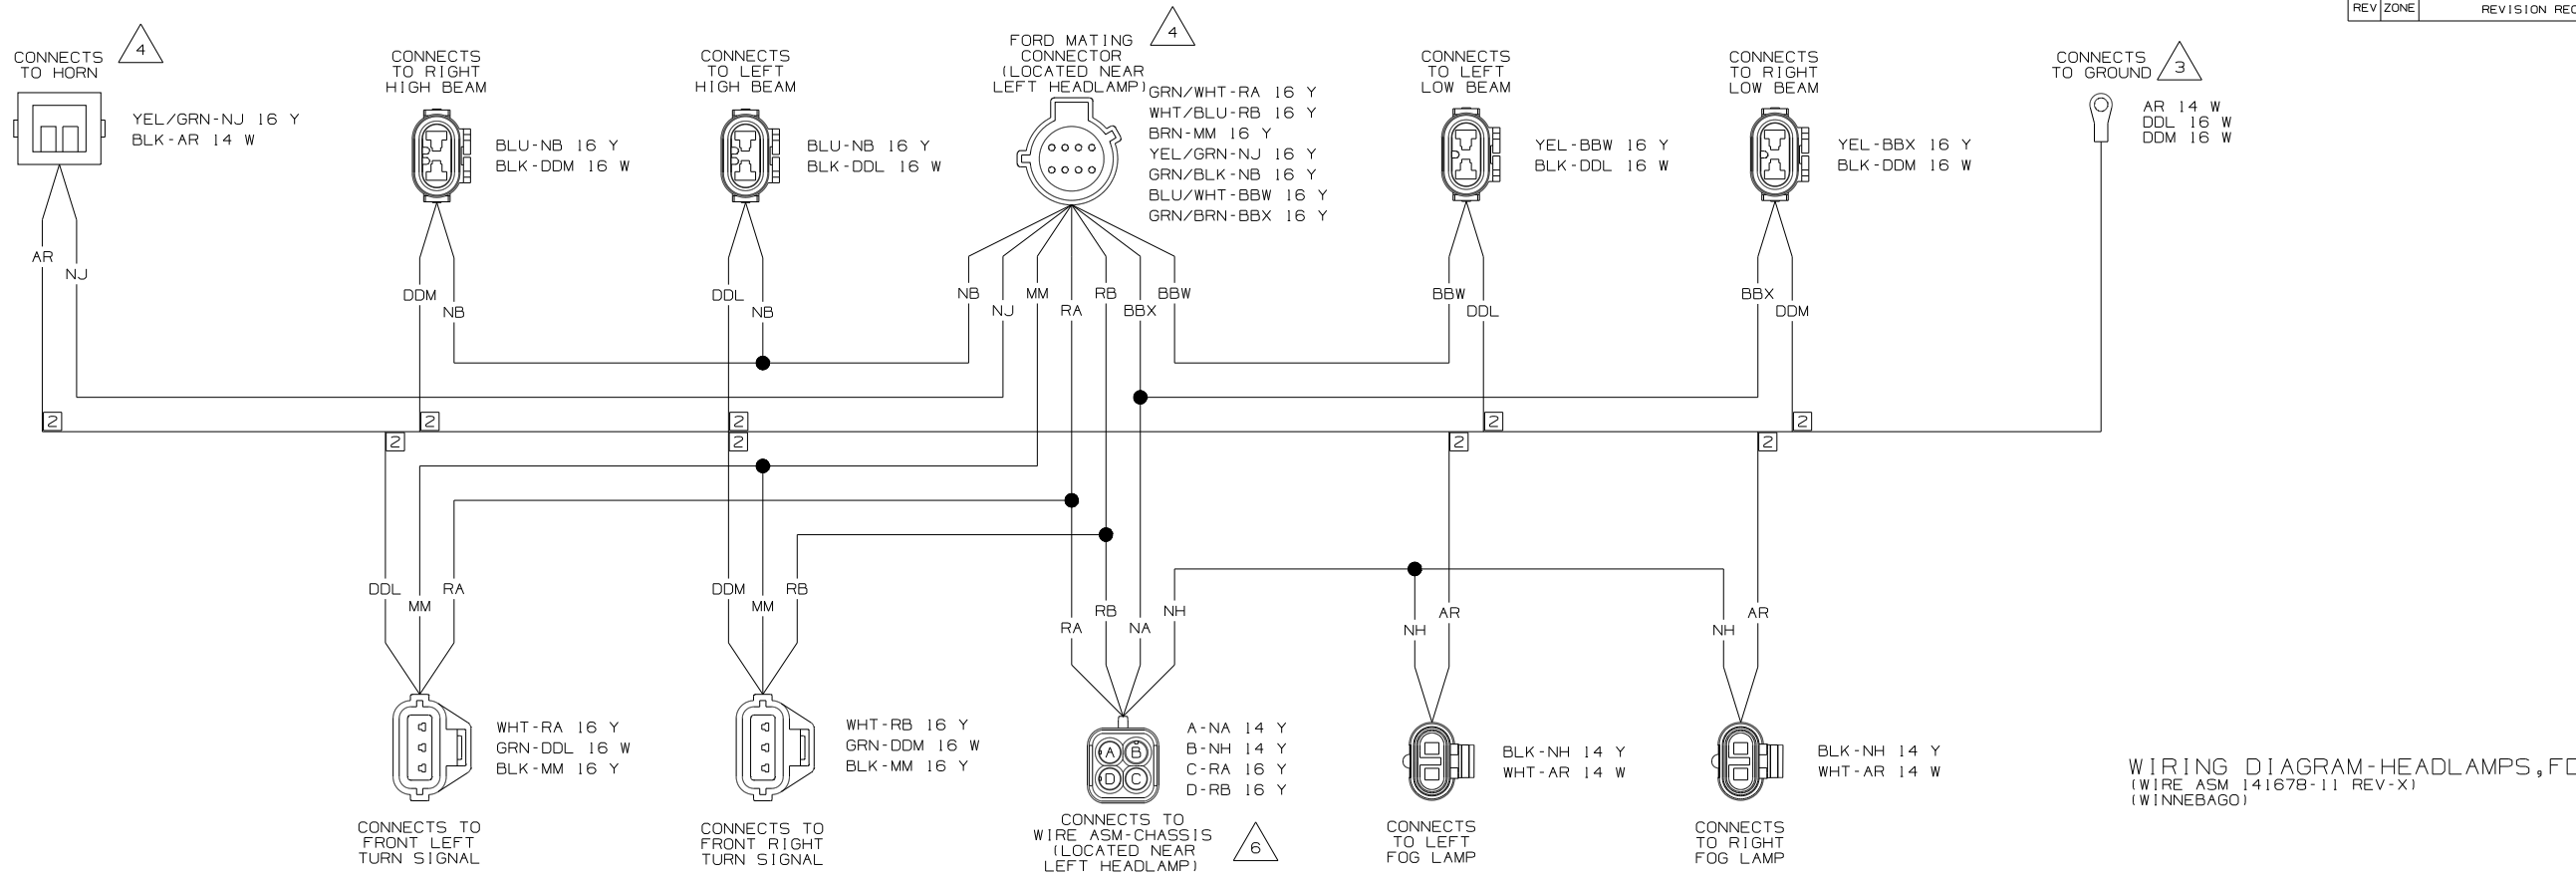 REV ZONE REVISION REC
CONNECTS
TO HORN
4
YEL/GRN-NJ 16 Y
BLK-AR 14 W
CONNECTS
TO RIGHT
HIGH BEAM
BLU-NB 16 Y
BLK-DDM 16 W
CONNECTS
TO LEFT
HIGH BEAM
BLU-NB 16 Y
BLK-DDL 16 W
FORD MATING
CONNECTOR
(LOCATED NEAR
LEFT HEADLAMP)
4
GRN/WHT-RA 16 Y
WHT/BLU-RB 16 Y
BRN-MM 16 Y
YEL/GRN-NJ 16 Y
GRN/BLK-NB 16 Y
BLU/WHT-BBW 16 Y
GRN/BRN-BBX 16 Y
CONNECTS
TO LEFT
LOW BEAM
YEL-BBW 16 Y
BLK-DDL 16 W
CONNECTS
TO RIGHT
LOW BEAM
YEL-BBX 16 Y
BLK-DDM 16 W
CONNECTS
TO GROUND
3
AR 14 W
DDL 16 W
DDM 16 W
AR
NJ
DDM
NB
DDL
NB
NB
NJ
MM
RA
RB
BBX
BBW
BBW
DDL
BBX
DDM
2
2
2
2
2
2
2
2
2
DDL
MM
RA
DDM
MM
RB
RA
RB
NA
NH
NH
AR
NH
AR
WHT-RA 16 Y
GRN-DDL 16 W
BLK-MM 16 Y
CONNECTS TO
FRONT LEFT
TURN SIGNAL
WHT-RB 16 Y
GRN-DDM 16 W
BLK-MM 16 Y
CONNECTS TO
FRONT RIGHT
TURN SIGNAL
A B
D C
A-NA 14 Y
B-NH 14 Y
C-RA 16 Y
D-RB 16 Y
CONNECTS TO
WIRE ASM-CHASSIS
(LOCATED NEAR
LEFT HEADLAMP)
6
BLK-NH 14 Y
WHT-AR 14 W
CONNECTS
TO LEFT
FOG LAMP
BLK-NH 14 Y
WHT-AR 14 W
CONNECTS
TO RIGHT
FOG LAMP
WIRING DIAGRAM-HEADLAMPS,FD
(WIRE ASM 141678-11 REV-X)
(WINNEBAGO)